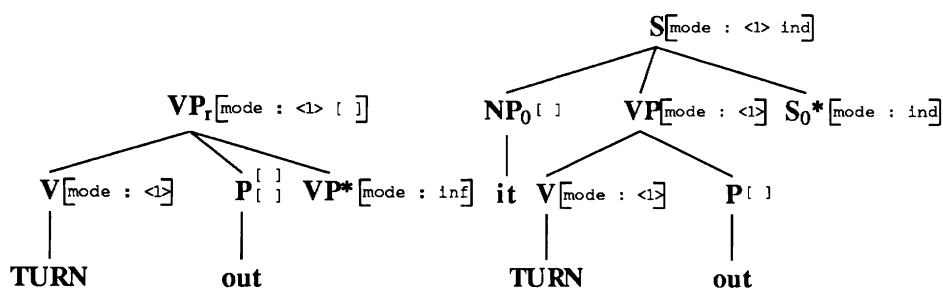 S[mode : <1> ind]
VPr[mode : <1> [ ]]
NP0[ ] VP[mode : <1>] S0*[mode : ind]
V[mode : <1>] P[ ][ ] VP*[mode : inf]
it V[mode : <1>] P[ ]
TURN out
TURN out